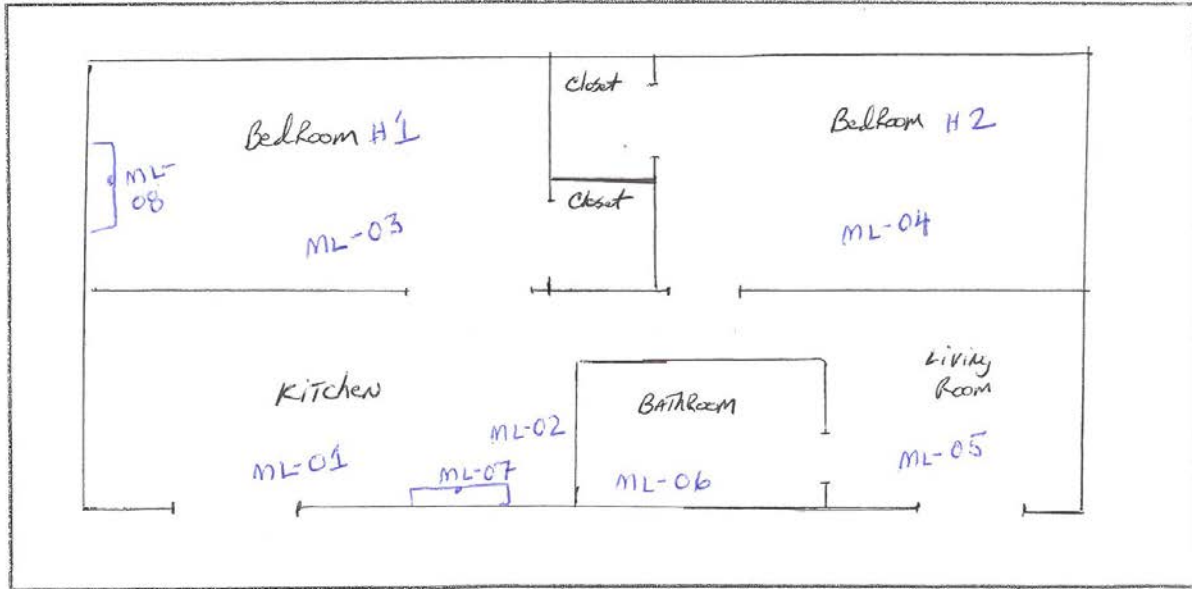 Closet
BedRoom H1
BedRoom H2
ML-
08
Closet
ML-03
ML-04
Kitchen
Living
Room
BATHROOM
ML-02
ML-01
ML-07
ML-06
ML-05